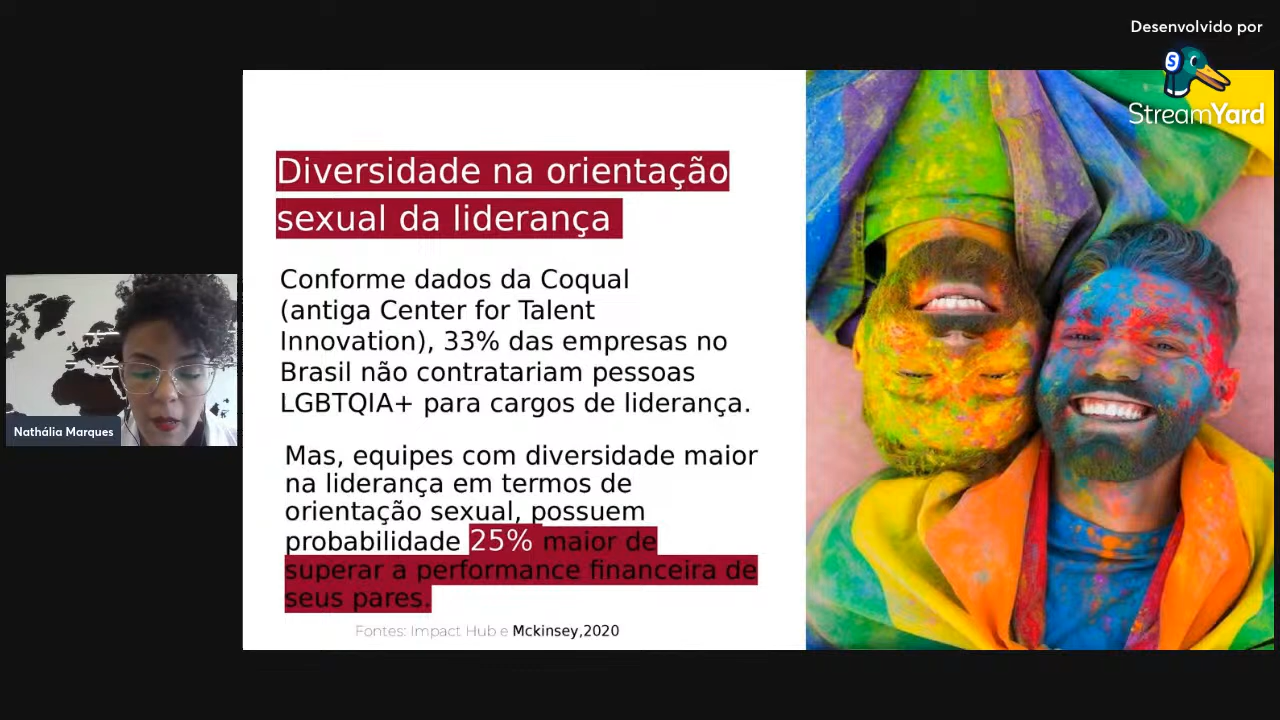 Desenvolvido por
StreamYard
Diversidade na orientação
sexual da liderança
Conforme dados da Coqual
(antiga Center for Talent
Innovation), 33% das empresas no
Brasil não contratariam pessoas
LGBTQIA+ para cargos de liderança.
Mas, equipes com diversidade maior
na liderança em termos de
orientação sexual, possuem
probabilidade 25% maior de
superar a performance financeira de
seus pares.
Fontes: Impact Hub e Mckinsey,2020
Nathália Marques